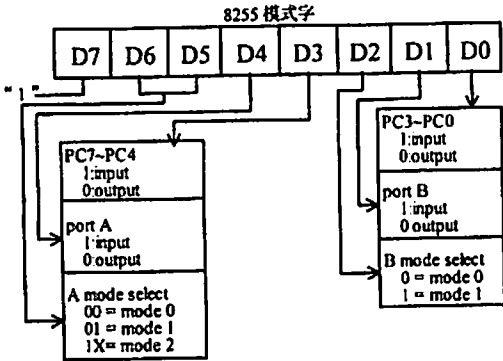 8255 模式字
D7 D6 D5 D4 D3 D2 D1 D0
"1"
PC7~PC4
1:input
0:output
port A
1:input
0:output
A mode select
00 = mode 0
01 = mode 1
1X= mode 2
PC3~PC0
1:input
0:output
port B
1:input
0 output
B mode select
0 = mode 0
1 = mode 1